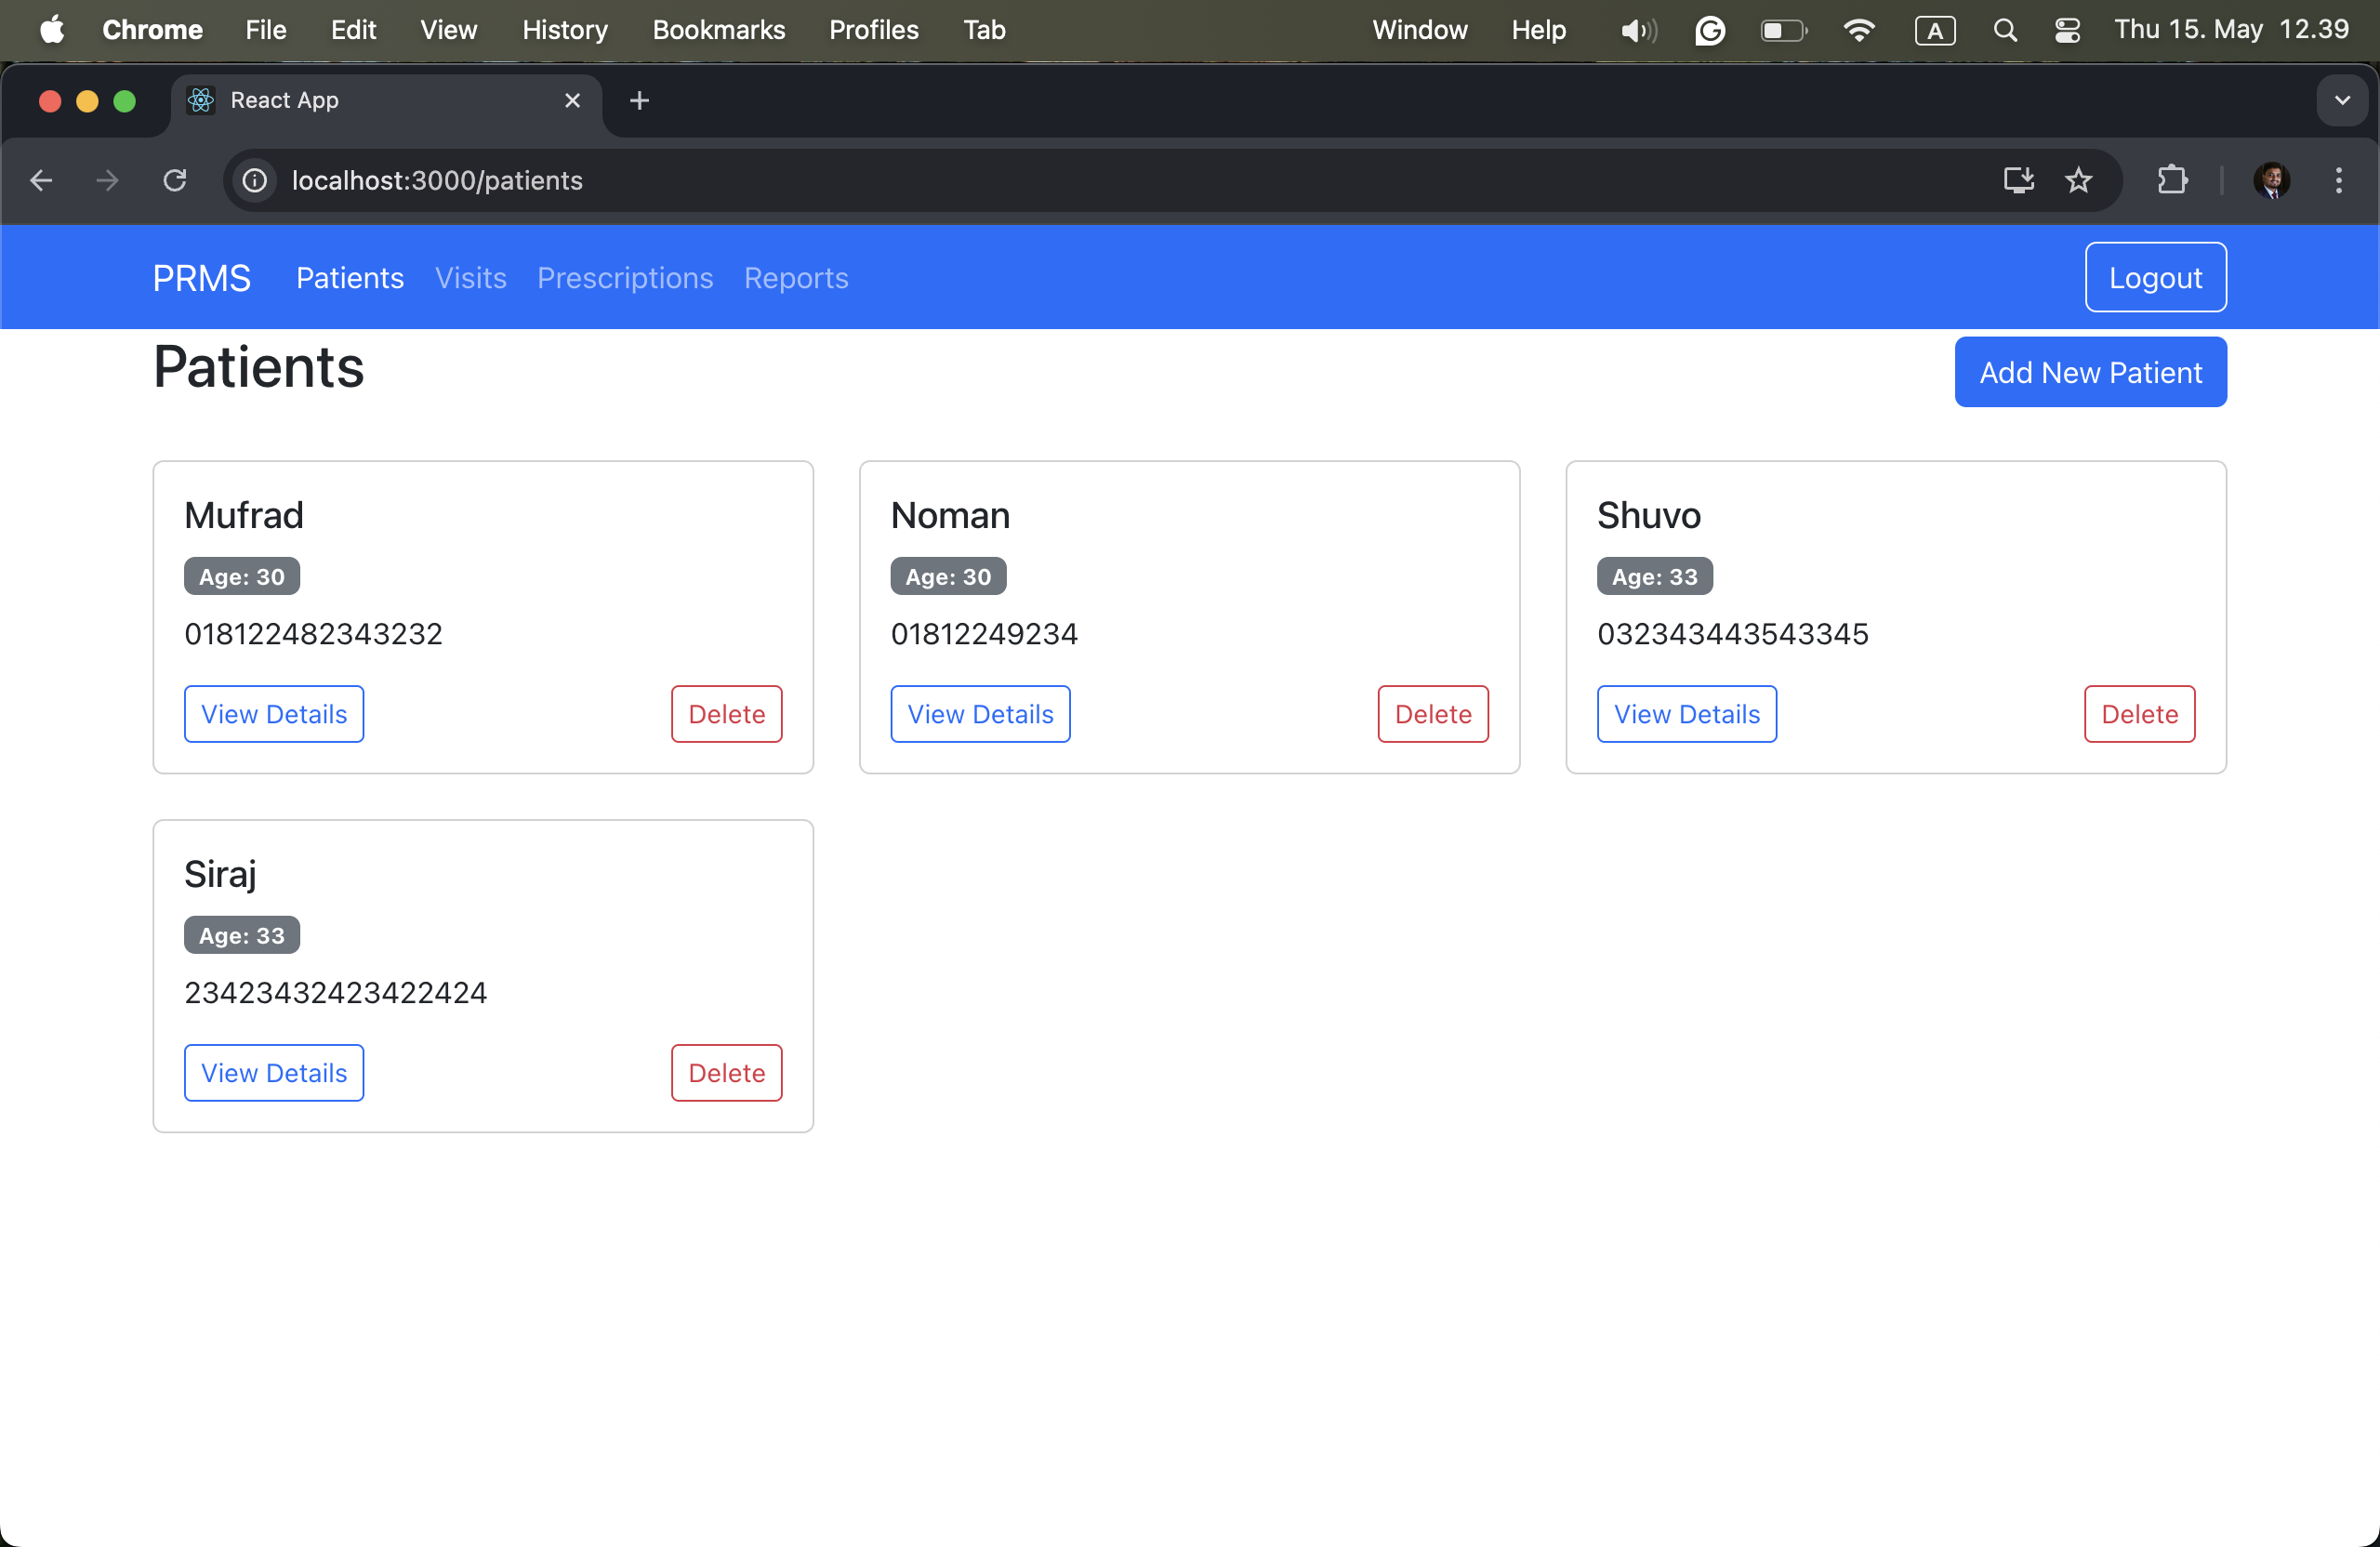 Chrome File Edit View History Bookmarks Profiles Tab Window Help A Thu 15. May 12.39
React App
localhost:3000/patients
PRMS Patients Visits Prescriptions Reports Logout
Patients Add New Patient
Mufrad
Age: 30
018122482343232
View Details Delete
Noman
Age: 30
01812249234
View Details Delete
Shuvo
Age: 33
032343443543345
View Details Delete
Siraj
Age: 33
23423432423422424
View Details Delete